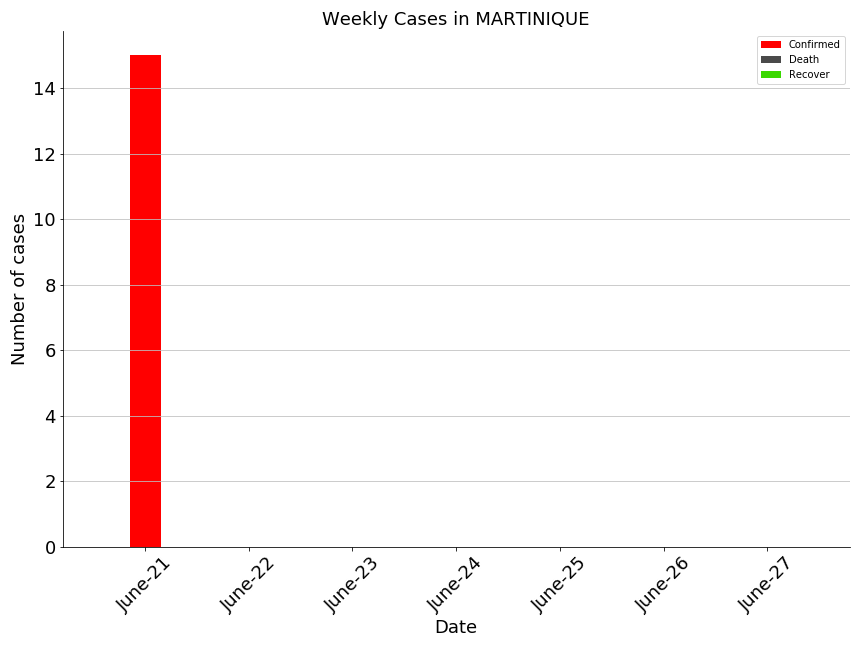 Weekly Cases in MARTINIQUE
Confirmed
Death
Recover
Number of cases
14
12
10
8
6
4
2
0
June-21
June-22
June-23
June-24
June-25
June-26
June-27
Date